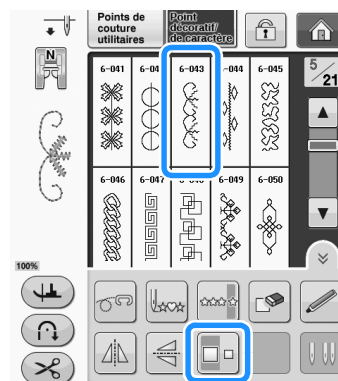 Points de
couture
utilitaires
Point
décoratif/
de caractère
N
6-041
6-04
6-043
-044
6-045
5
21
6-046
6-047
6-049
6-050
100%